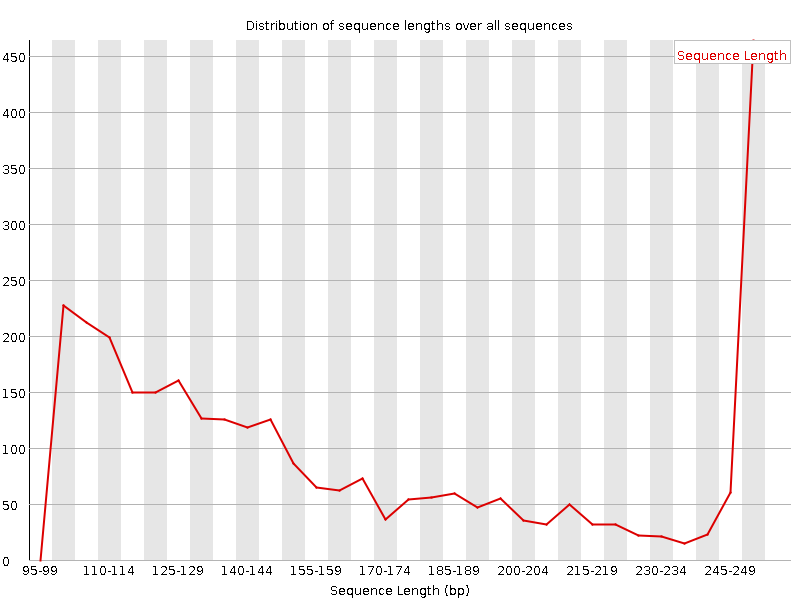 Distribution of sequence lengths over all sequences
Sequence Length
450
400
350
300
250
200
150
100
50
0
95-99 110-114 125-129 140-144 155-159 170-174 185-189 200-204 215-219 230-234 245-249
Sequence Length (bp)